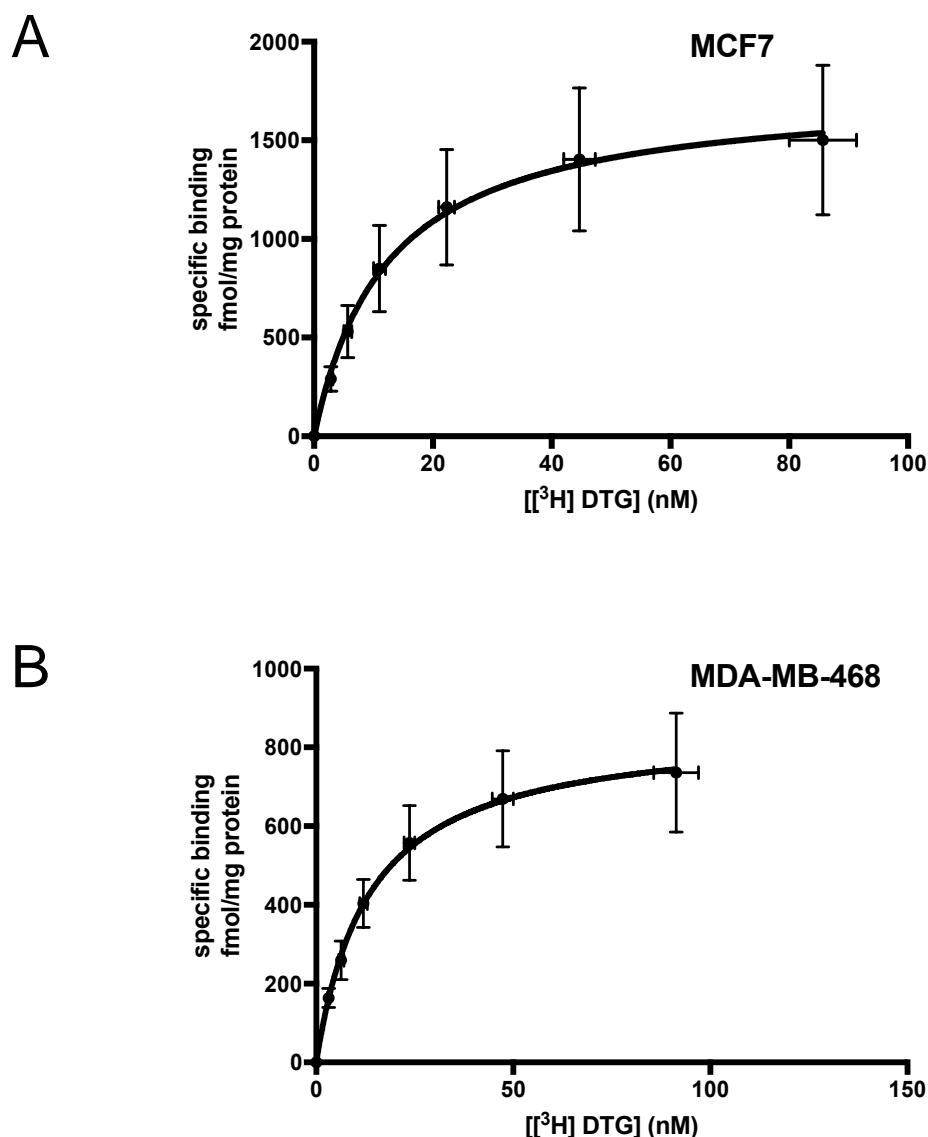 A
MCF7
2000
1500
1000
500
0
specific binding
fmol/mg protein
0 20 40 60 80 100
[[³H] DTG] (nM)
B
MDA-MB-468
1000
800
600
400
200
0
specific binding
fmol/mg protein
0 50 100 150
[[³H] DTG] (nM)